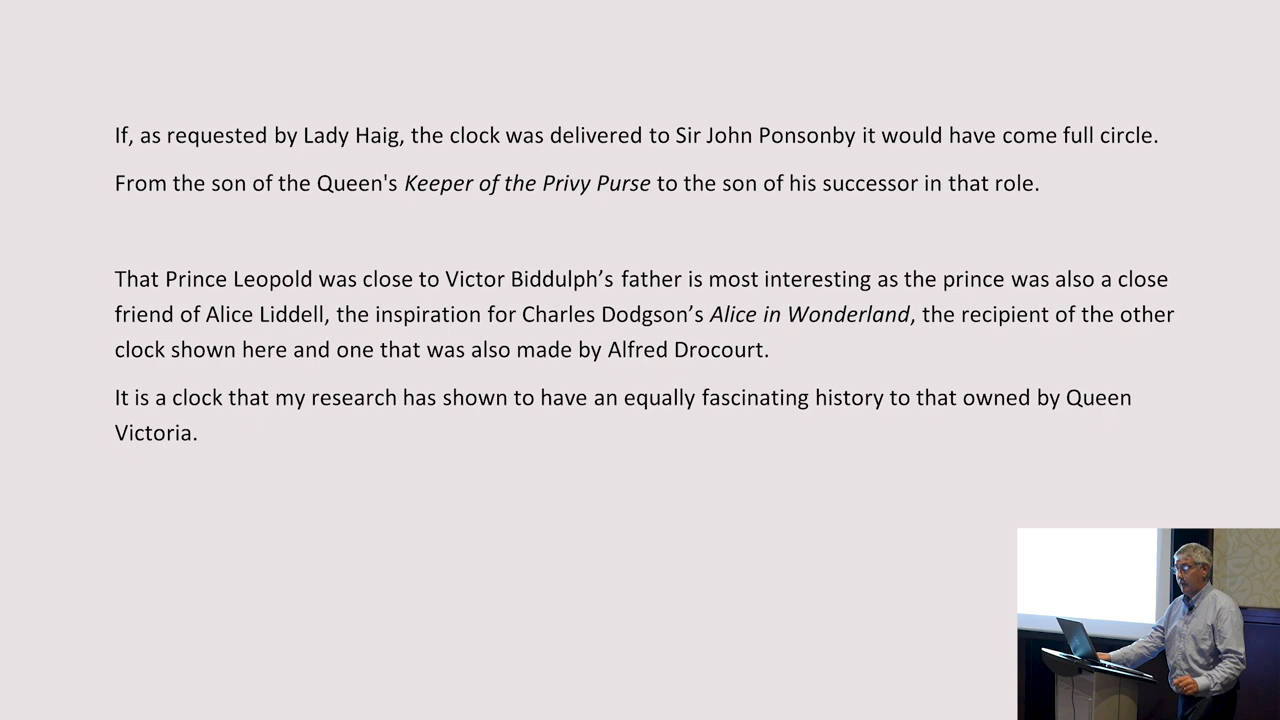 If, as requested by Lady Haig, the clock was delivered to Sir John Ponsonby it would have come full circle.
From the son of the Queen's Keeper of the Privy Purse to the son of his successor in that role.
That Prince Leopold was close to Victor Biddulph’s father is most interesting as the prince was also a close
friend of Alice Liddell, the inspiration for Charles Dodgson’s Alice in Wonderland, the recipient of the other
clock shown here and one that was also made by Alfred Drocourt.
It is a clock that my research has shown to have an equally fascinating history to that owned by Queen
Victoria.